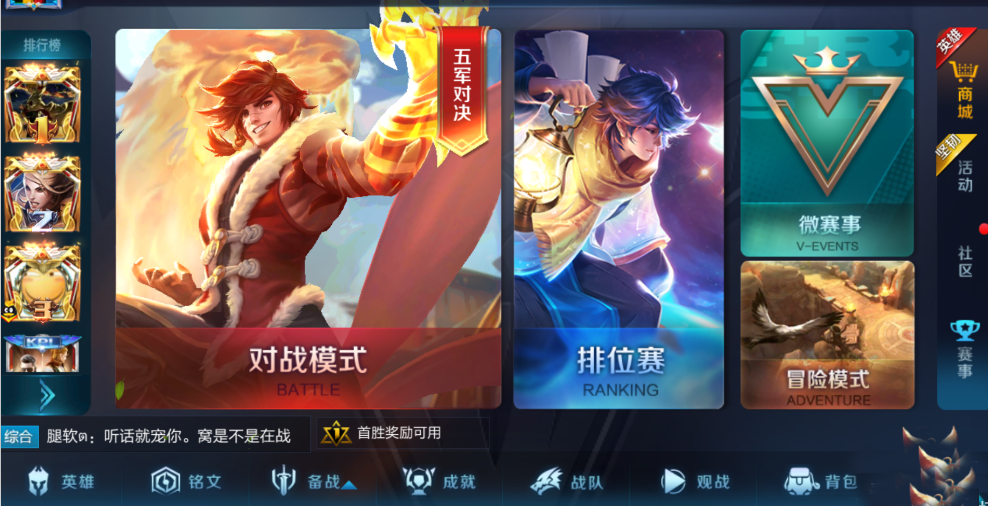 排行榜
1
2
3
KPL
五军对决
对战模式
BATTLE
排位赛
RANKING
微赛事
V-EVENTS
冒险模式
ADVENTURE
英雄
商城
坚韧
活动
社区
赛事
综合 腿软ฅ：听话就宠你。窝是不是在战
首胜奖励可用
英雄 铭文 备战 成就 战队 观战 背包